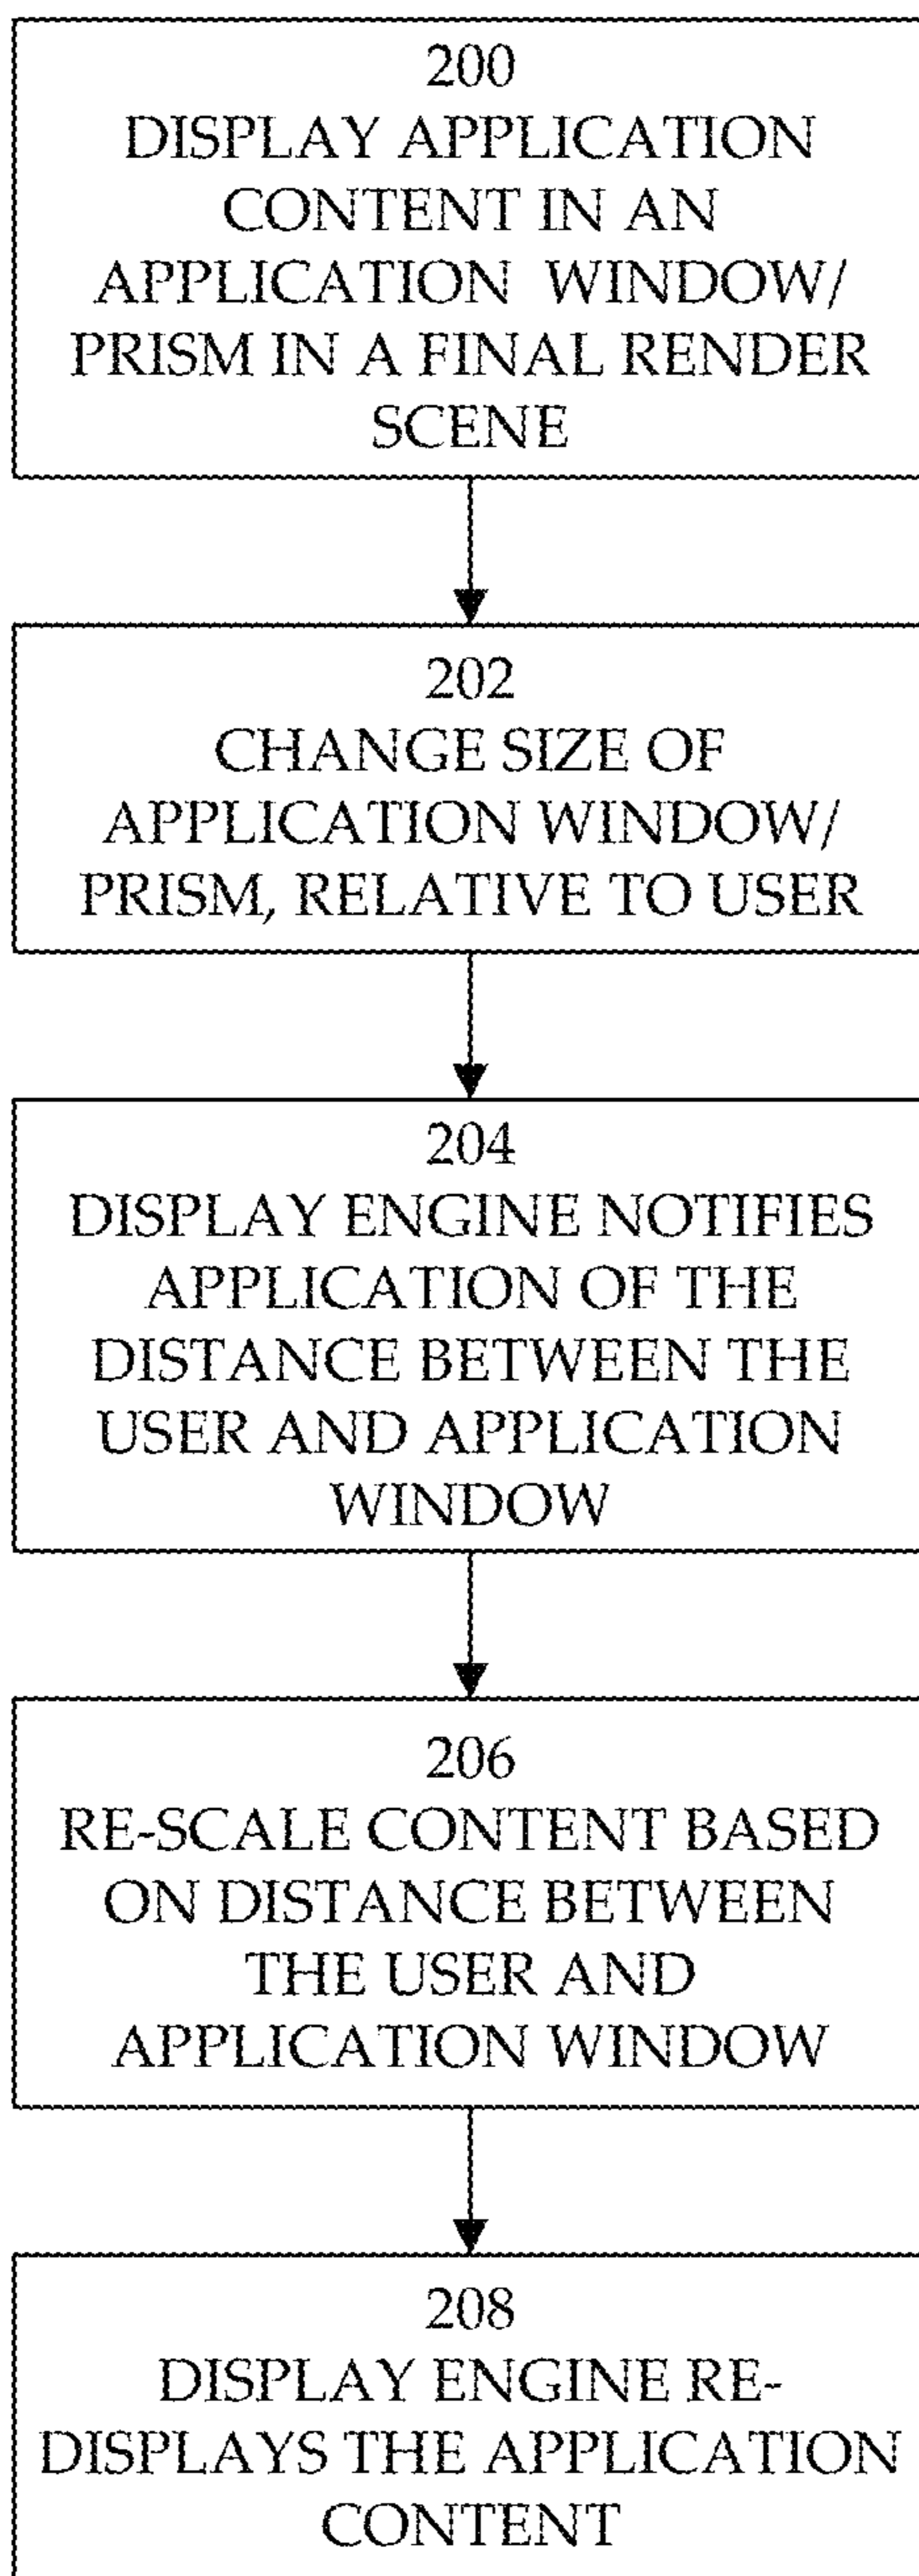 200
DISPLAY APPLICATION
CONTENT IN AN
APPLICATION WINDOW/
PRISM IN A FINAL RENDER
SCENE
202
CHANGE SIZE OF
APPLICATION WINDOW/
PRISM, RELATIVE TO USER
204
DISPLAY ENGINE NOTIFIES
APPLICATION OF THE
DISTANCE BETWEEN THE
USER AND APPLICATION
WINDOW
206
RE-SCALE CONTENT BASED
ON DISTANCE BETWEEN
THE USER AND
APPLICATION WINDOW
208
DISPLAY ENGINE RE-
DISPLAYS THE APPLICATION
CONTENT